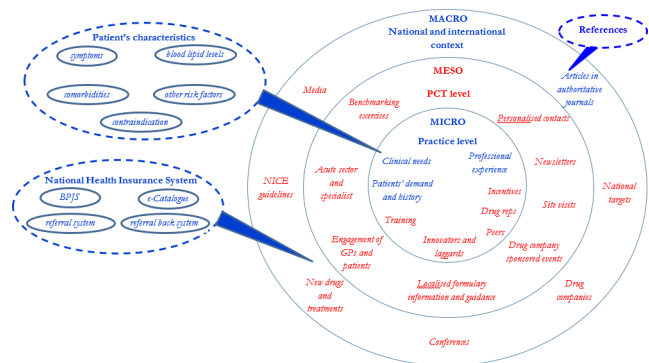 Patient's characteristics
symptoms
blood lipid levels
comorbidities
other risk factors
contraindication
National Health Insurance System
BPJS
e-Catalogue
referral system
referral back system
MACRO
National and international
context
References
Articles in
authoritative
journals
Media
NICE
guidelines
New drugs
and
treatments
Conferences
Drug
companies
National
targets
MESO
PCT level
Benchmarking
exercises
Personalised contacts
Acute sector
and
specialist
Newsletters
Site visits
Engagement of
GPs and
patients
Drug company
sponsored events
Localised formulary
information and guidance
MICRO
Practice level
Clinical needs
Professional
experience
Patients' demand
and history
Incentives
Drug reps
Training
Peers
Innovators and
laggards